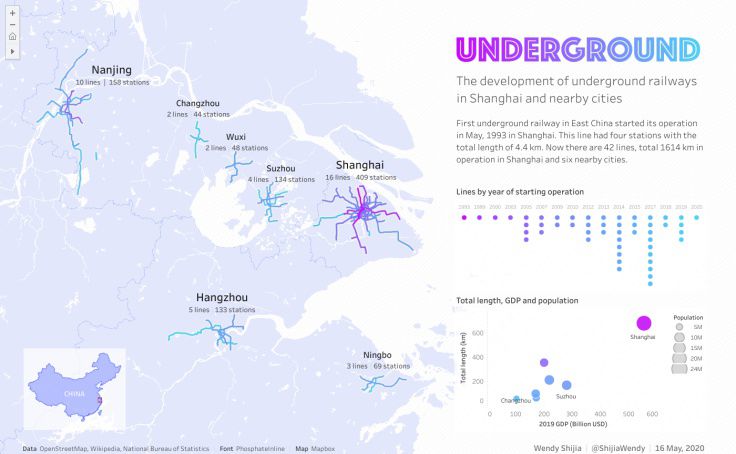 +
−
Nanjing
10 lines | 158 stations
Changzhou
2 lines 44 stations
Wuxi
2 lines 48 stations
Suzhou
4 lines 134 stations
Shanghai
16 lines 409 stations
Hangzhou
5 lines 133 stations
Ningbo
3 lines 69 stations
CHINA
UNDERGROUND
The development of underground railways
in Shanghai and nearby cities
First underground railway in East China started its operation
in May, 1993 in Shanghai. This line had four stations with the
total length of 4.4 km. Now there are 42 lines, total 1614 km in
operation in Shanghai and six nearby cities.
Lines by year of starting operation
1993 1999 2000 2003 2005 2007 2009 2010 2012 2013 2014 2015 2017 2018 2019 2020
Total length, GDP and population
Total length (km)
600
400
200
0
Shanghai
Changzhou
Suzhou
0 100 200 300 400 500 600
2019 GDP (Billion USD)
Population
5M
10M
15M
20M
24M
Data OpenStreetMap, Wikipedia, National Bureau of Statistics Font PhosphateInline Map Mapbox
Wendy Shijia | @ShijiaWendy | 16 May, 2020